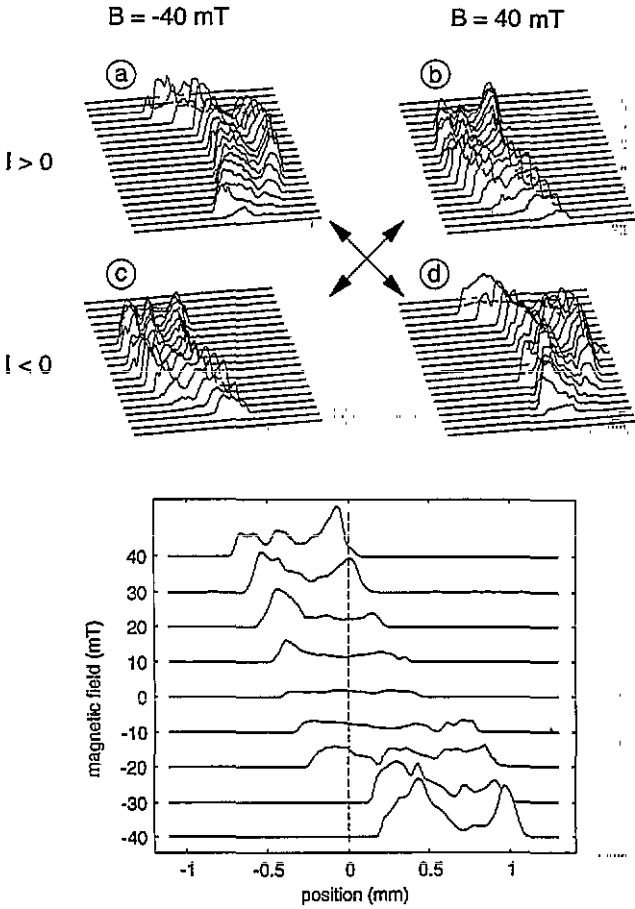 B = -40 mT
B = 40 mT
a
b
I > 0
c
d
I < 0
magnetic field (mT)
40
30
20
10
0
-10
-20
-30
-40
-1
-0.5
0
0.5
1
position (mm)